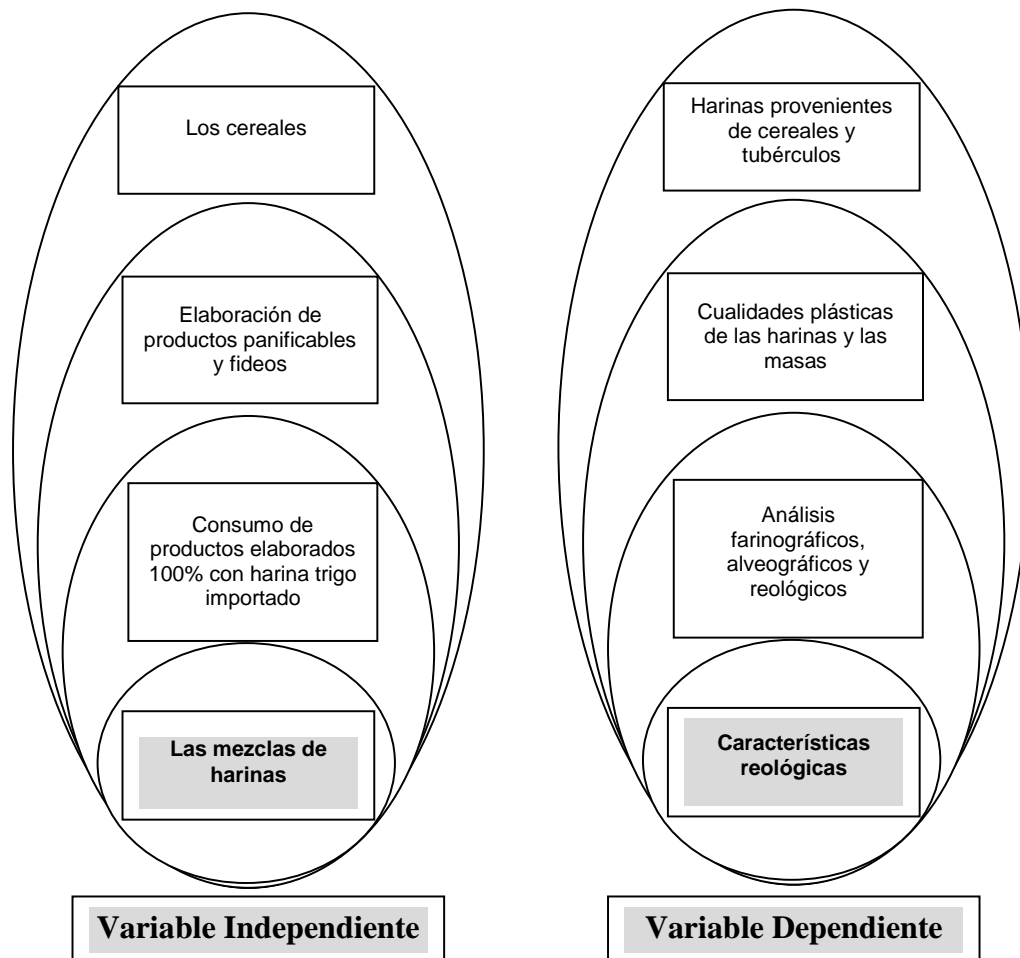 Los cereales
Elaboración de
productos panificables
y fideos
Consumo de
productos elaborados
100% con harina trigo
importado
Las mezclas de
harinas
Variable Independiente
Harinas provenientes
de cereales y
tubérculos
Cualidades plásticas
de las harinas y las
masas
Análisis
farinográficos,
alveográficos y
reológicos
Características
reológicas
Variable Dependiente